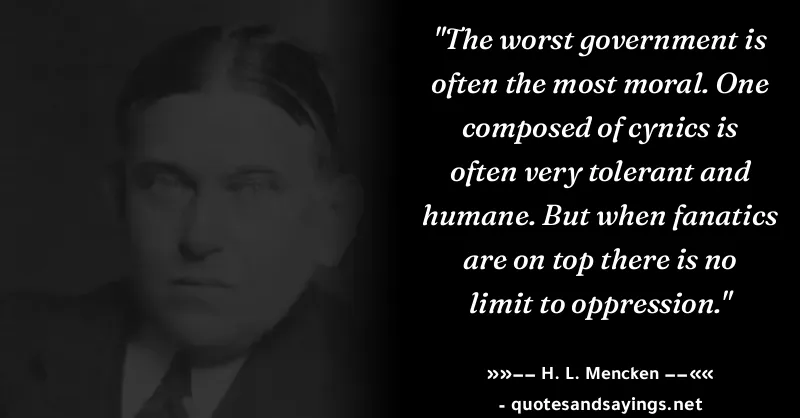 "The worst government is
often the most moral. One
composed of cynics is
often very tolerant and
humane. But when fanatics
are on top there is no
limit to oppression."
»»−− H. L. Mencken −−««
- quotesandsayings.net